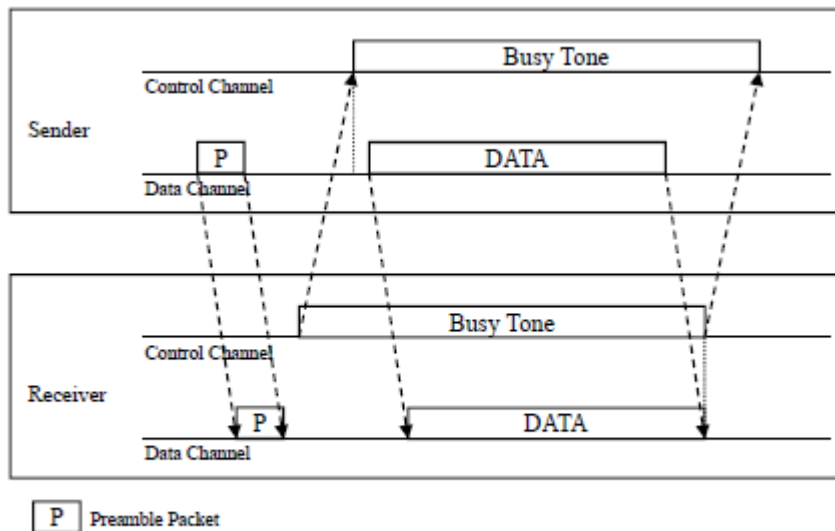 Busy Tone
Control Channel
Sender
P
DATA
Data Channel
Busy Tone
Control Channel
Receiver
P
DATA
Data Channel
P Preamble Packet